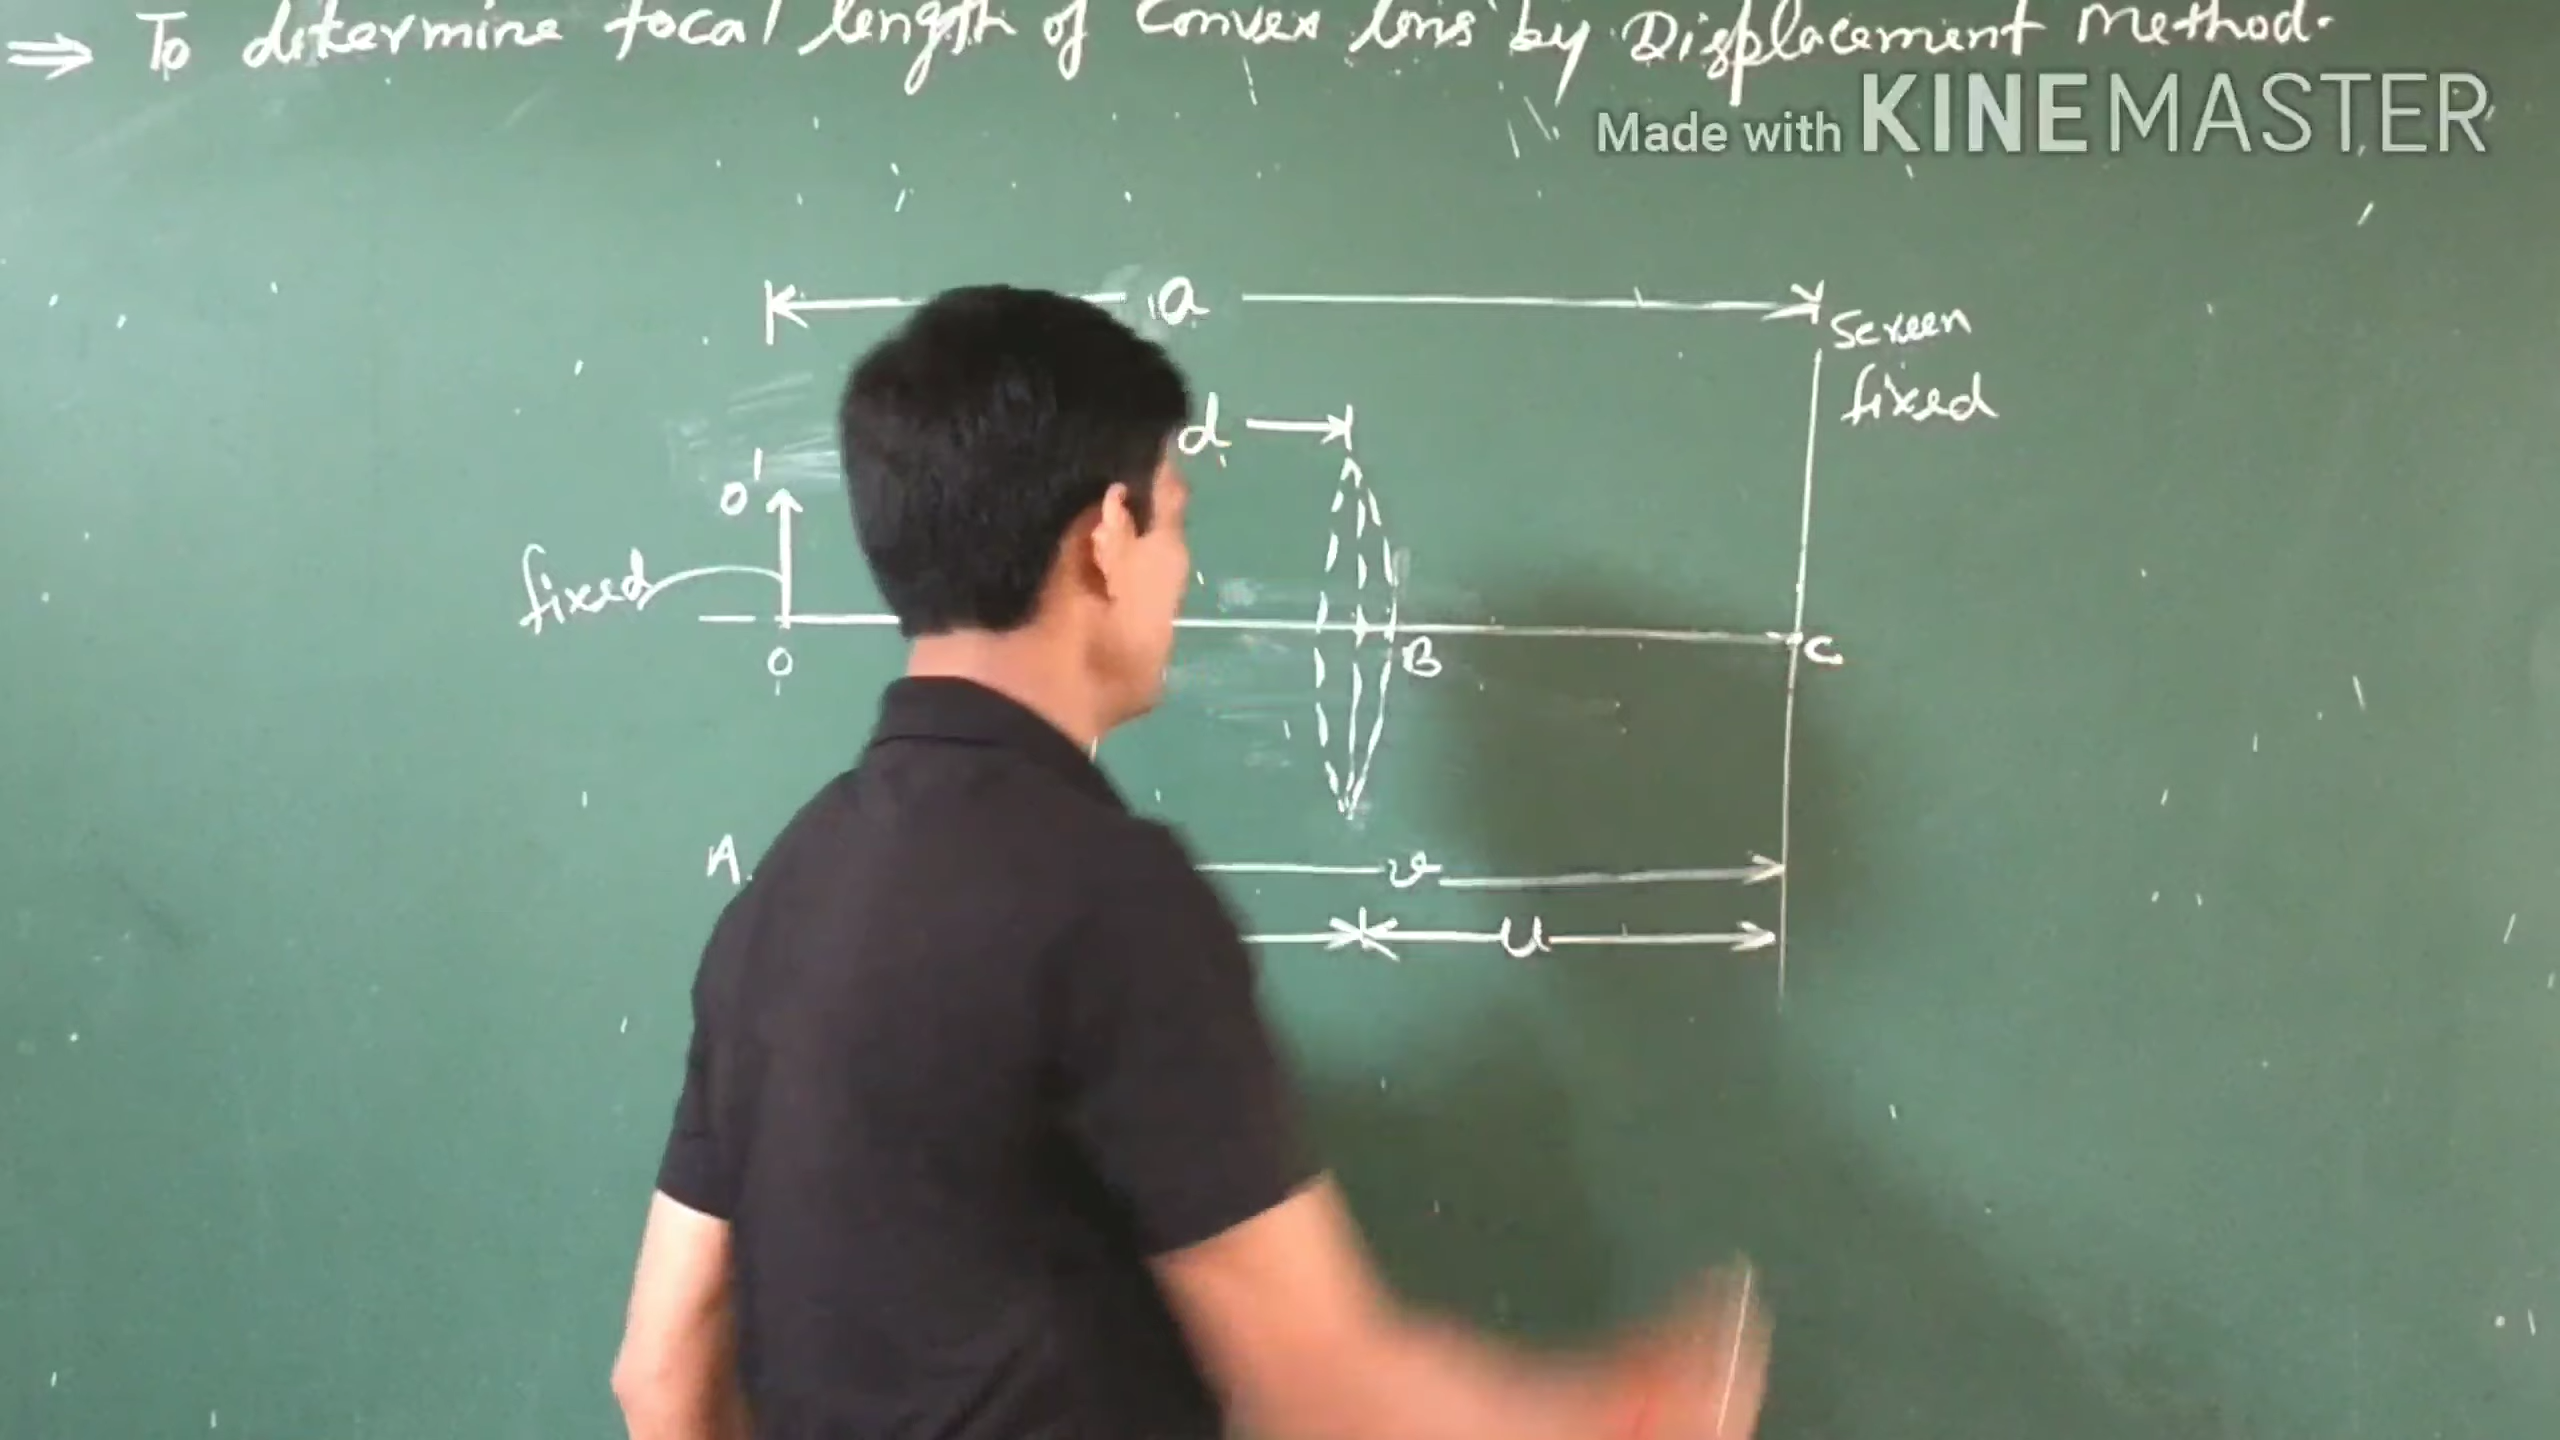 ⇒ To determine focal length of Convex lens by Displacement Method.
Made with KINEMASTER
a
Screen
fixed
d
O'
fixed
O
B
C
A
v
u